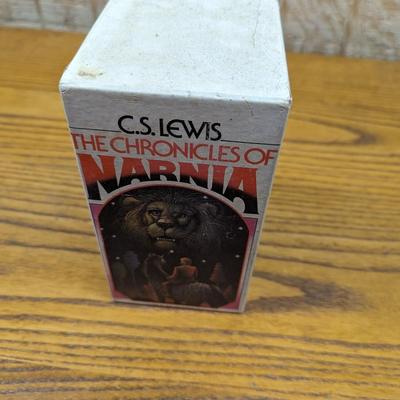 C.S. LEWIS
THE CHRONICLES OF
NARNIA